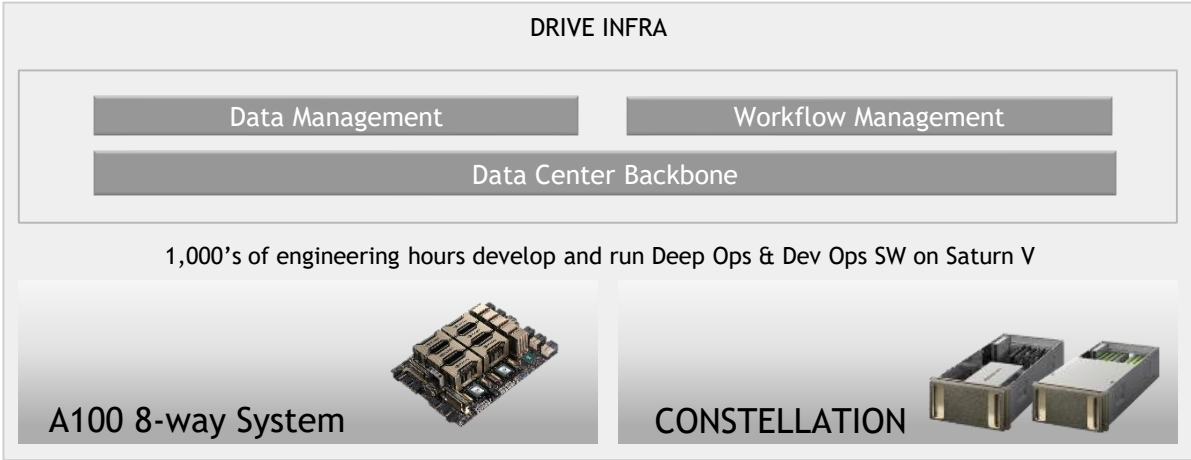 DRIVE INFRA
Data Management
Workflow Management
Data Center Backbone
1,000’s of engineering hours develop and run Deep Ops & Dev Ops SW on Saturn V
A100 8-way System
CONSTELLATION